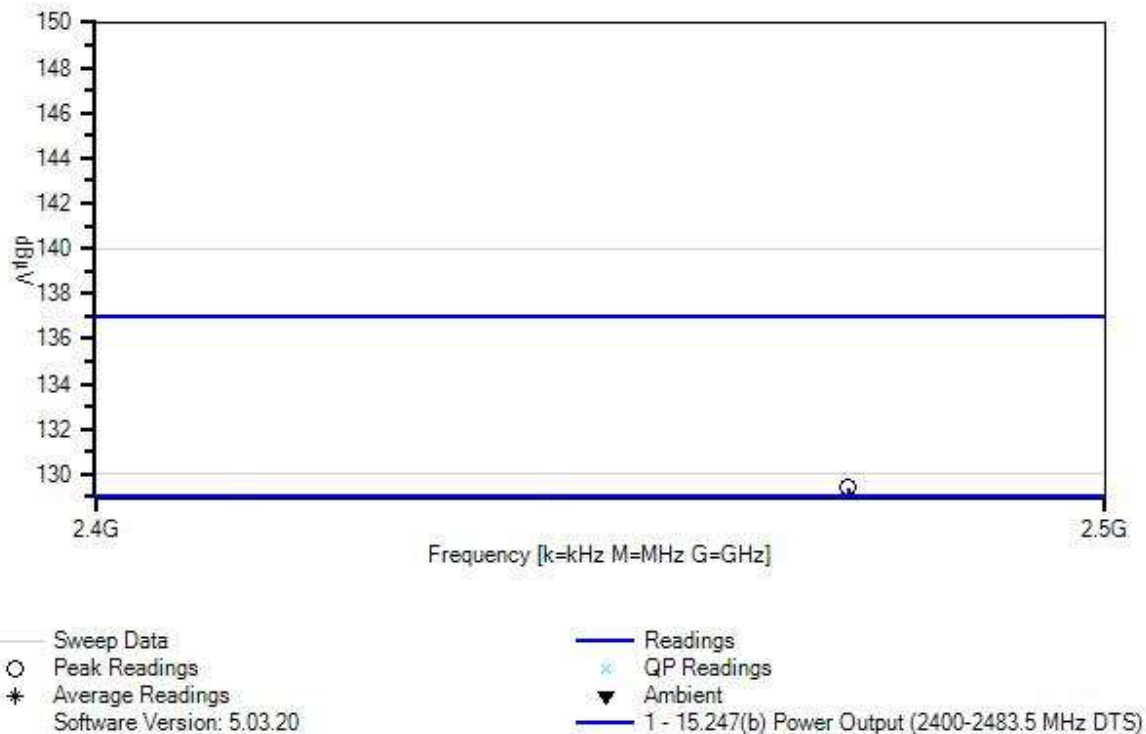 150
148
146
144
142
140
dBµV
136
134
132
130
2.4G
2.5G
Frequency [k=kHz M=MHz G=GHz]
Sweep Data
Readings
Peak Readings
QP Readings
Average Readings
Ambient
Software Version: 5.03.20
1 - 15.247(b) Power Output (2400-2483.5 MHz DTS)